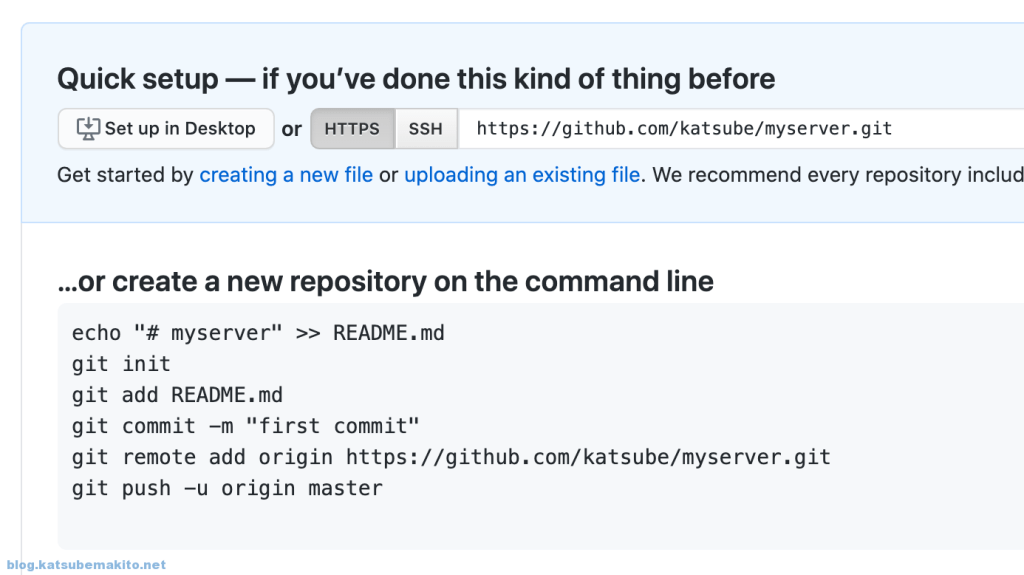 Quick setup — if you’ve done this kind of thing before
Set up in Desktop or HTTPS SSH https://github.com/katsube/myserver.git
Get started by creating a new file or uploading an existing file. We recommend every repository includ
…or create a new repository on the command line
echo "# myserver" >> README.md
git init
git add README.md
git commit -m "first commit"
git remote add origin https://github.com/katsube/myserver.git
git push -u origin master
blog.katsubemakito.net